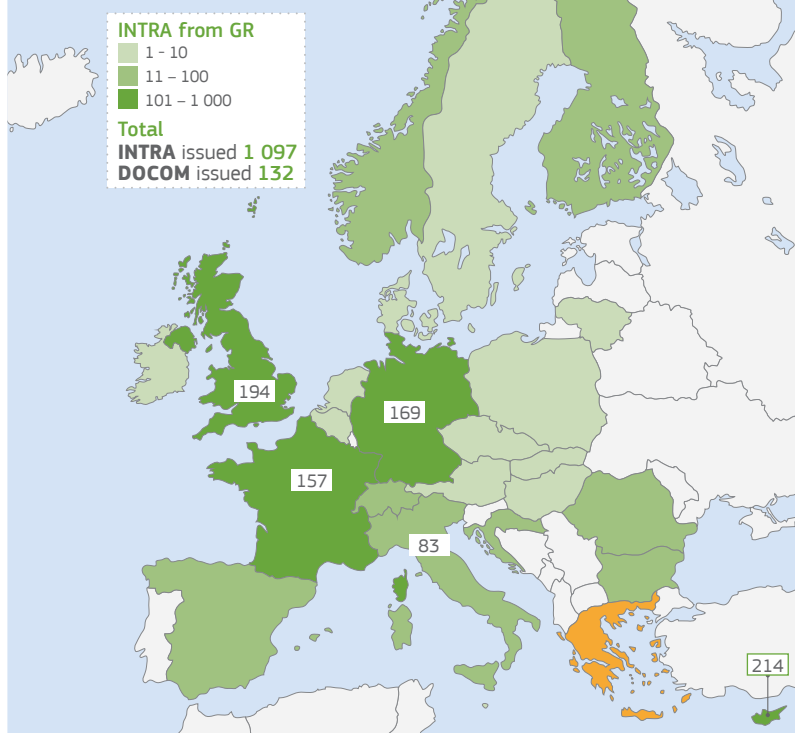 INTRA from GR
1 - 10
11 – 100
101 – 1 000
Total
INTRA issued 1 097
DOCOM issued 132
194
169
157
83
214